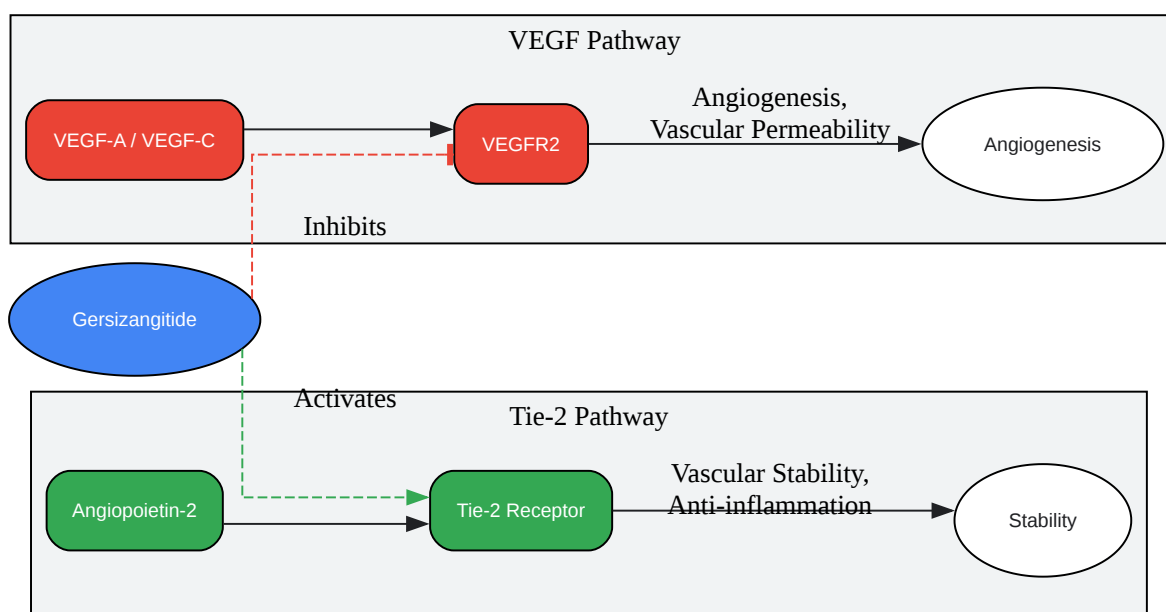 VEGF Pathway
VEGF-A / VEGF-C
VEGFR2
Angiogenesis,
Vascular Permeability
Angiogenesis
Inhibits
Gersizangitide
Activates
Tie-2 Pathway
Angiopoietin-2
Tie-2 Receptor
Vascular Stability,
Anti-inflammation
Stability